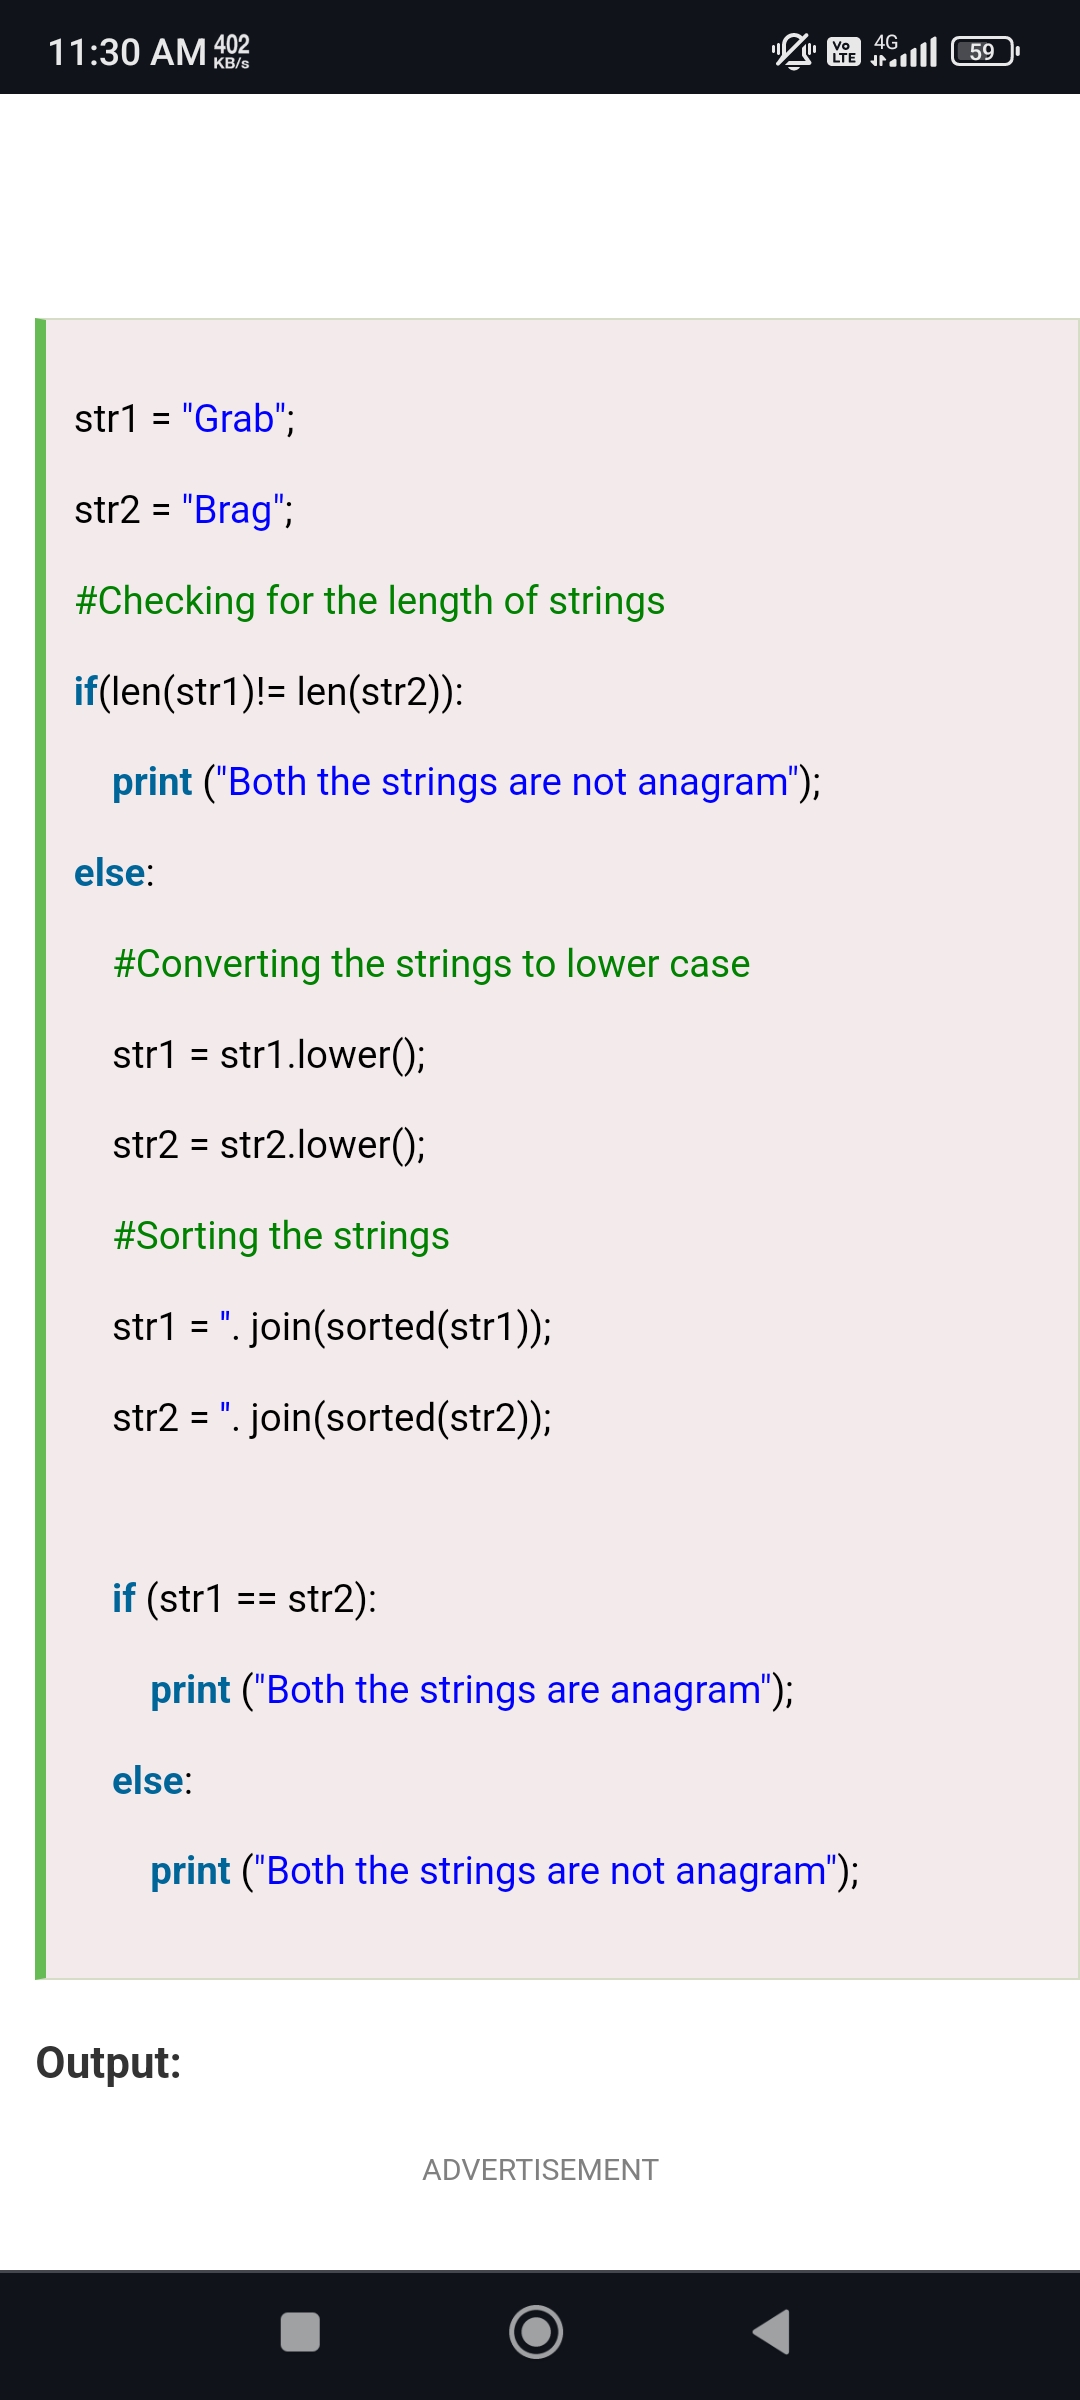 11:30 AM 402 KB/s Vo LTE 4G 59
str1 = "Grab";
str2 = "Brag";
#Checking for the length of strings
if(len(str1)!= len(str2)):
    print ("Both the strings are not anagram");
else:
    #Converting the strings to lower case
    str1 = str1.lower();
    str2 = str2.lower();
    #Sorting the strings
    str1 = ''. join(sorted(str1));
    str2 = ''. join(sorted(str2));
    if (str1 == str2):
        print ("Both the strings are anagram");
    else:
        print ("Both the strings are not anagram");
Output:
ADVERTISEMENT